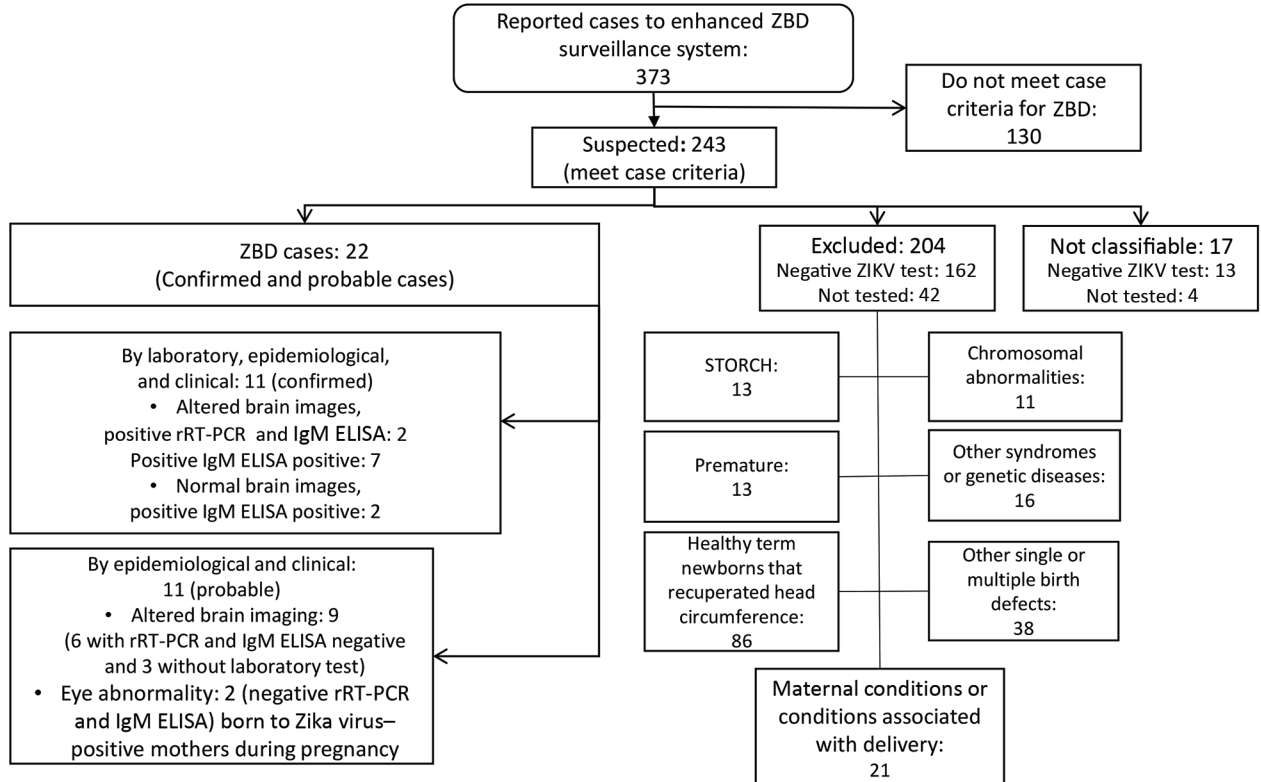 Reported cases to enhanced ZBD
surveillance system:
373
Do not meet case
criteria for ZBD:
130
Suspected: 243
(meet case criteria)
ZBD cases: 22
(Confirmed and probable cases)
Excluded: 204
Negative ZIKV test: 162
Not tested: 42
Not classifiable: 17
Negative ZIKV test: 13
Not tested: 4
By laboratory, epidemiological,
and clinical: 11 (confirmed)
• Altered brain images,
positive rRT-PCR and IgM ELISA: 2
Positive IgM ELISA positive: 7
• Normal brain images,
positive IgM ELISA positive: 2
By epidemiological and clinical:
11 (probable)
• Altered brain imaging: 9
(6 with rRT-PCR and IgM ELISA negative
and 3 without laboratory test)
• Eye abnormality: 2 (negative rRT-PCR
and IgM ELISA) born to Zika virus–
positive mothers during pregnancy
STORCH:
13
Chromosomal
abnormalities:
11
Premature:
13
Other syndromes
or genetic diseases:
16
Healthy term
newborns that
recuperated head
circumference:
86
Other single or
multiple birth
defects:
38
Maternal conditions or
conditions associated
with delivery:
21